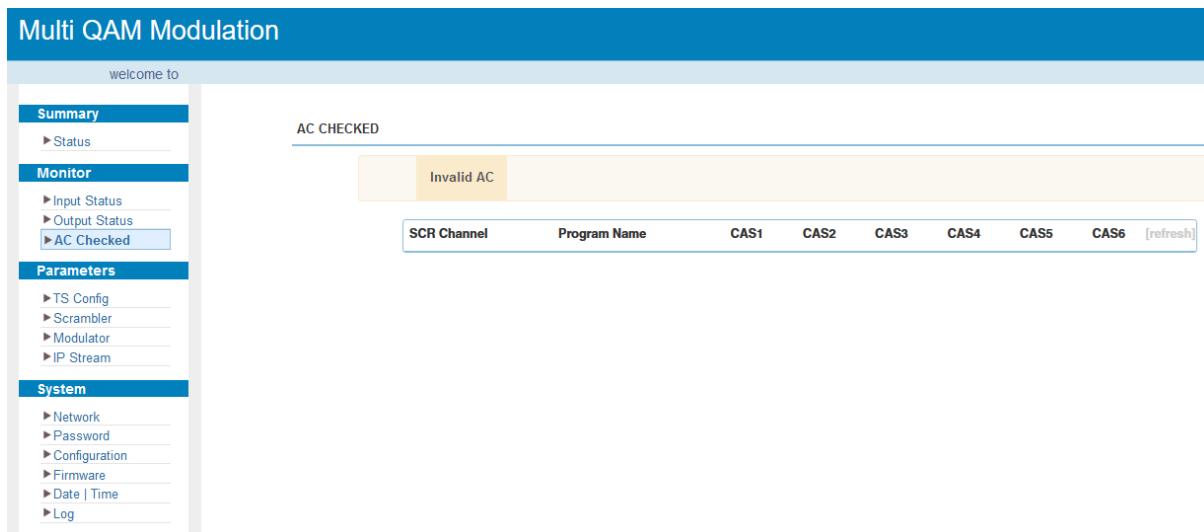 Multi QAM Modulation
welcome to
Summary
Status
Monitor
Input Status
Output Status
AC Checked
Parameters
TS Config
Scrambler
Modulator
IP Stream
System
Network
Password
Configuration
Firmware
Date | Time
Log
AC CHECKED
Invalid AC
SCR Channel Program Name CAS1 CAS2 CAS3 CAS4 CAS5 CAS6 [refresh]